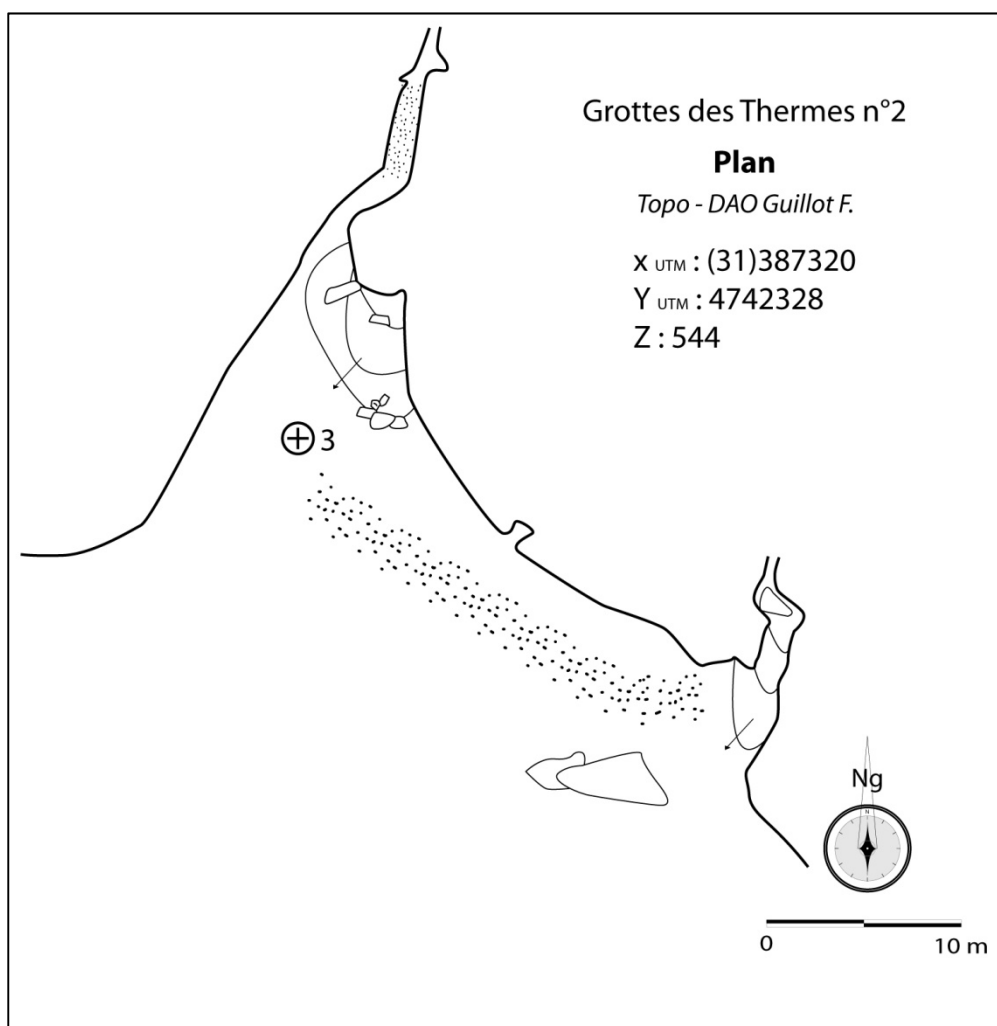 Grottes des Thermes n°2
Plan
Topo - DAO Guillot F.
x UTM : (31)387320
Y UTM : 4742328
Z : 544
3
Ng
N
0 10 m